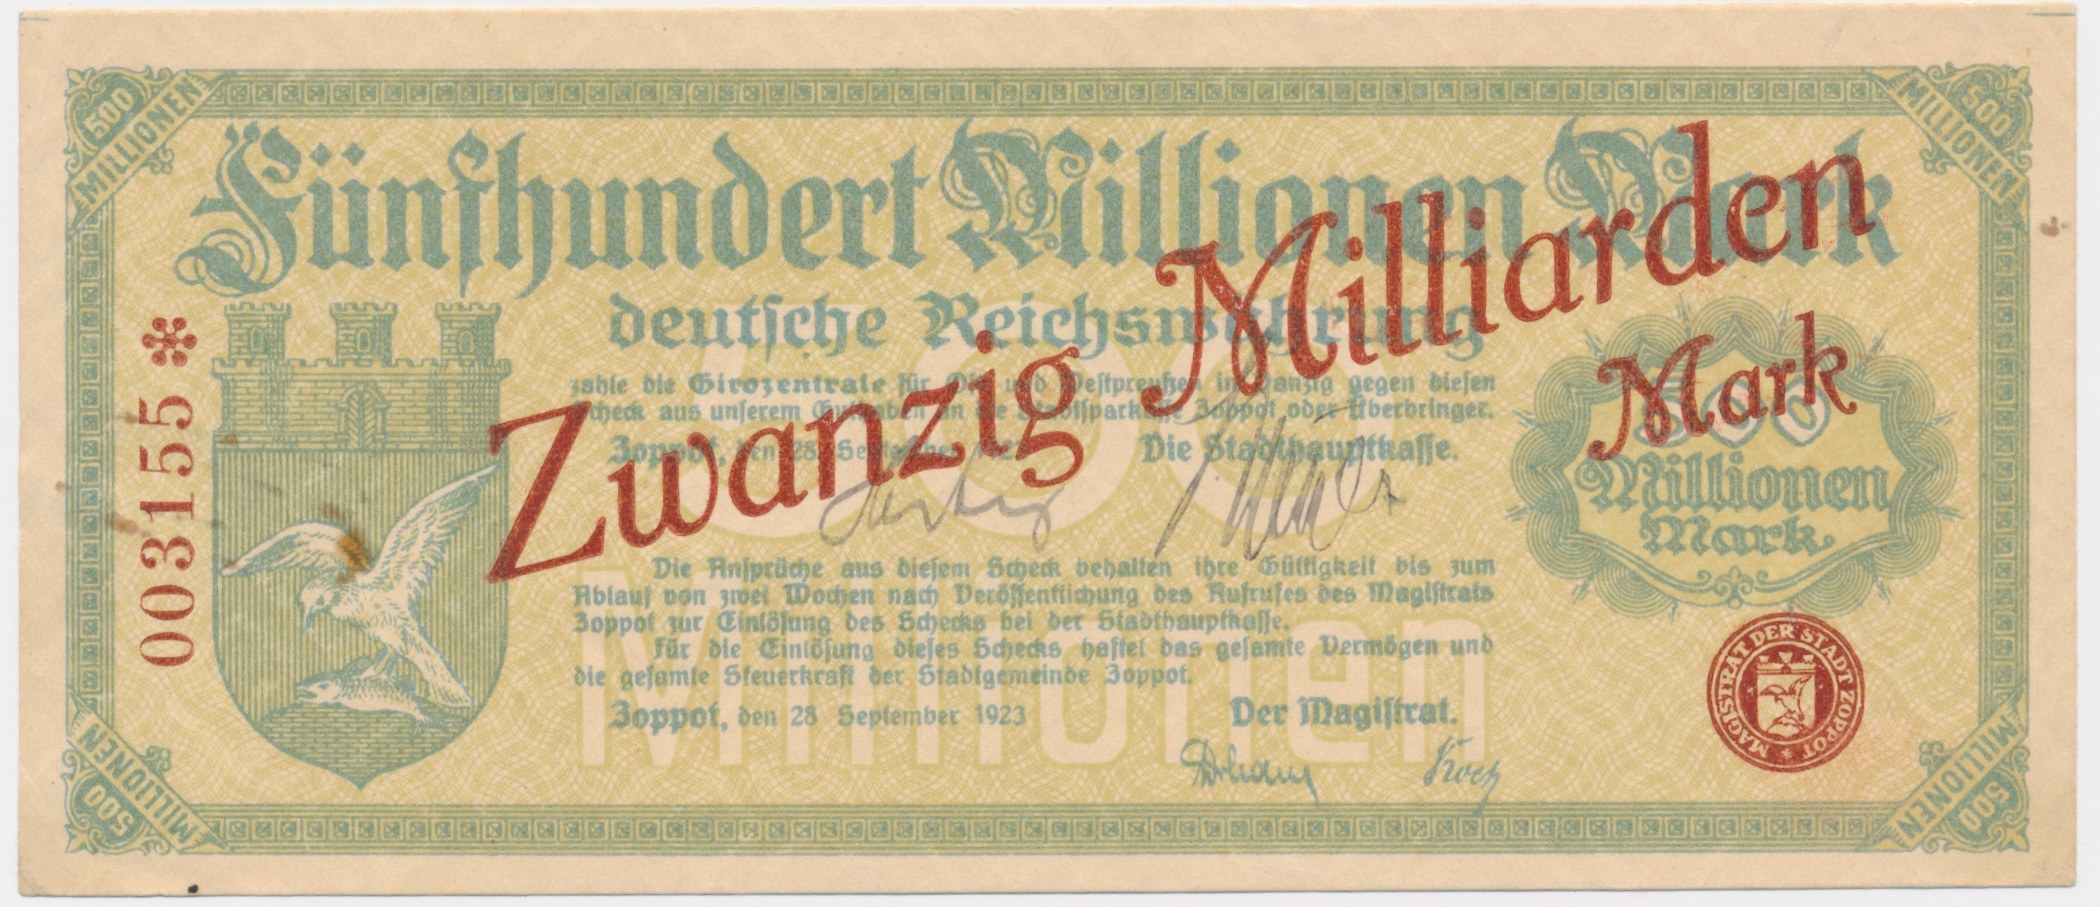 500 MILLIONEN
500 MILLIONEN
Fünfhundert Millionen Mark
deutsche Reichswährung
Zwanzig Milliarden
Mark
zahle die Girozentrale für Ost- und Westpreußen in Danzig gegen diesen
Scheck aus unserem Guthaben an die Stadtsparkasse Zoppot oder Überbringer.
Zoppot, den 28. September 1923 Die Stadthauptkasse.
500
Millionen
500
Millionen
Mark
003155 *
Die Ansprüche aus diesem Scheck behalten ihre Gültigkeit bis zum
Ablauf von zwei Wochen nach Veröffentlichung des Aufrufes des Magistrats
Zoppot zur Einlösung des Schecks bei der Stadthauptkasse.
Für die Einlösung dieses Schecks haftet das gesamte Vermögen und
die gesamte Steuerkraft der Stadtgemeinde Zoppot.
Zoppot, den 28 September 1923 Der Magistrat.
MAGISTRAT DER STADT ZOPPOT
500 MILLIONEN
500 MILLIONEN